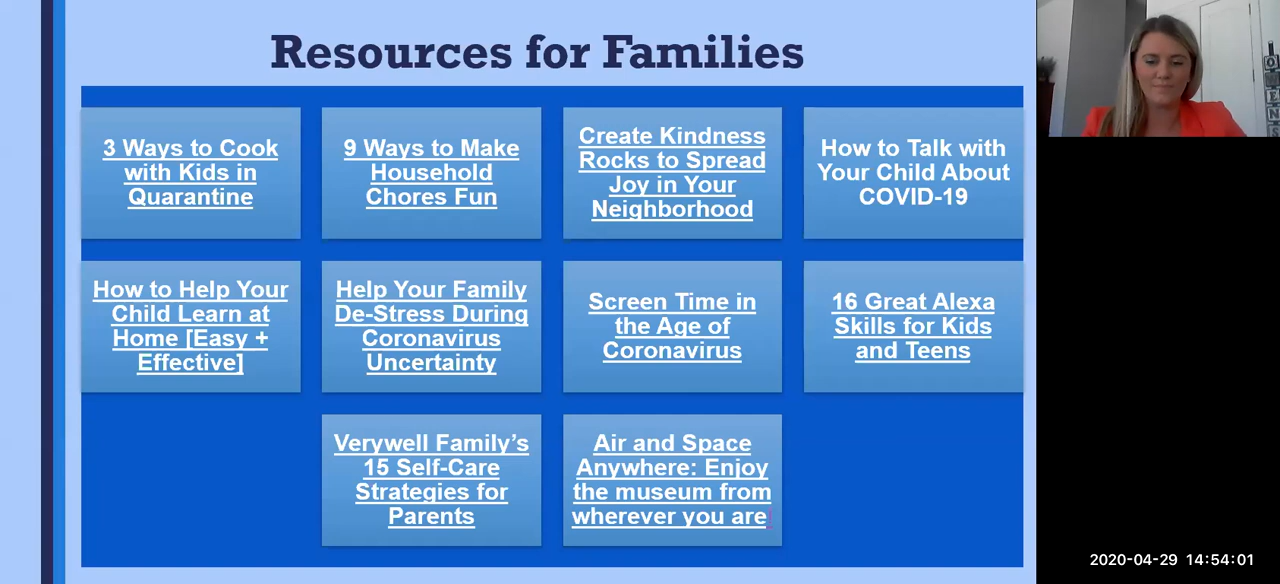 Resources for Families
3 Ways to Cook
with Kids in
Quarantine
9 Ways to Make
Household
Chores Fun
Create Kindness
Rocks to Spread
Joy in Your
Neighborhood
How to Talk with
Your Child About
COVID-19
How to Help Your
Child Learn at
Home [Easy +
Effective]
Help Your Family
De-Stress During
Coronavirus
Uncertainty
Screen Time in
the Age of
Coronavirus
16 Great Alexa
Skills for Kids
and Teens
Verywell Family’s
15 Self-Care
Strategies for
Parents
Air and Space
Anywhere: Enjoy
the museum from
wherever you are!
2020-04-29 14:54:01